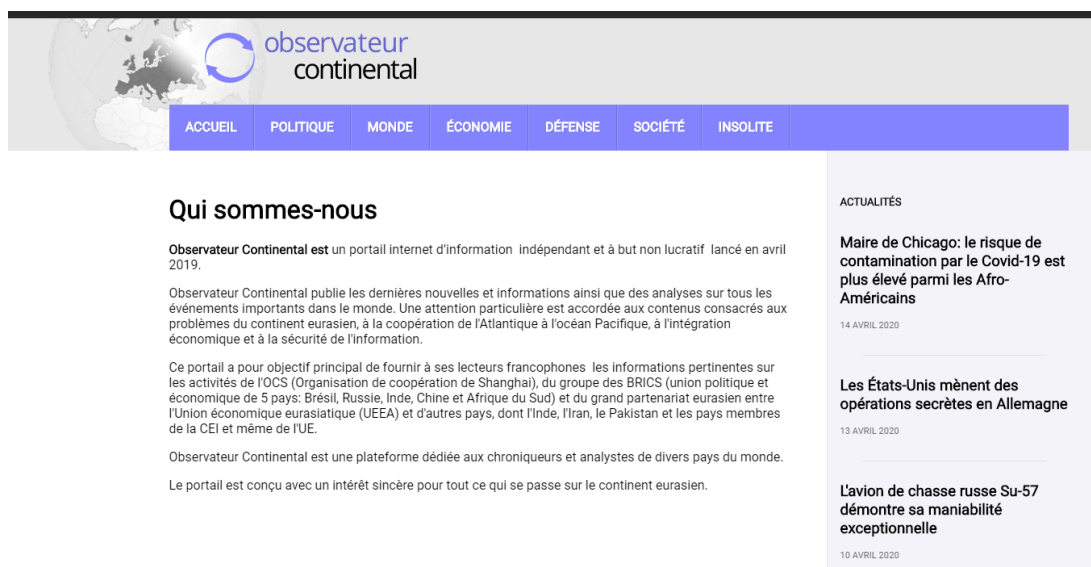 observateur
continental
ACCUEIL POLITIQUE MONDE ÉCONOMIE DÉFENSE SOCIÉTÉ INSOLITE
Qui sommes-nous
Observateur Continental est un portail internet d'information indépendant et à but non lucratif lancé en avril
2019.
Observateur Continental publie les dernières nouvelles et informations ainsi que des analyses sur tous les
événements importants dans le monde. Une attention particulière est accordée aux contenus consacrés aux
problèmes du continent eurasien, à la coopération de l'Atlantique à l'océan Pacifique, à l'intégration
économique et à la sécurité de l'information.
Ce portail a pour objectif principal de fournir à ses lecteurs francophones les informations pertinentes sur
les activités de l'OCS (Organisation de coopération de Shanghai), du groupe des BRICS (union politique et
économique de 5 pays: Brésil, Russie, Inde, Chine et Afrique du Sud) et du grand partenariat eurasien entre
l'Union économique eurasiatique (UEEA) et d'autres pays, dont l'Inde, l'Iran, le Pakistan et les pays membres
de la CEI et même de l'UE.
Observateur Continental est une plateforme dédiée aux chroniqueurs et analystes de divers pays du monde.
Le portail est conçu avec un intérêt sincère pour tout ce qui se passe sur le continent eurasien.
ACTUALITÉS
Maire de Chicago: le risque de
contamination par le Covid-19 est
plus élevé parmi les Afro-
Américains
14 AVRIL 2020
Les États-Unis mènent des
opérations secrètes en Allemagne
13 AVRIL 2020
L'avion de chasse russe Su-57
démontre sa maniabilité
exceptionnelle
10 AVRIL 2020